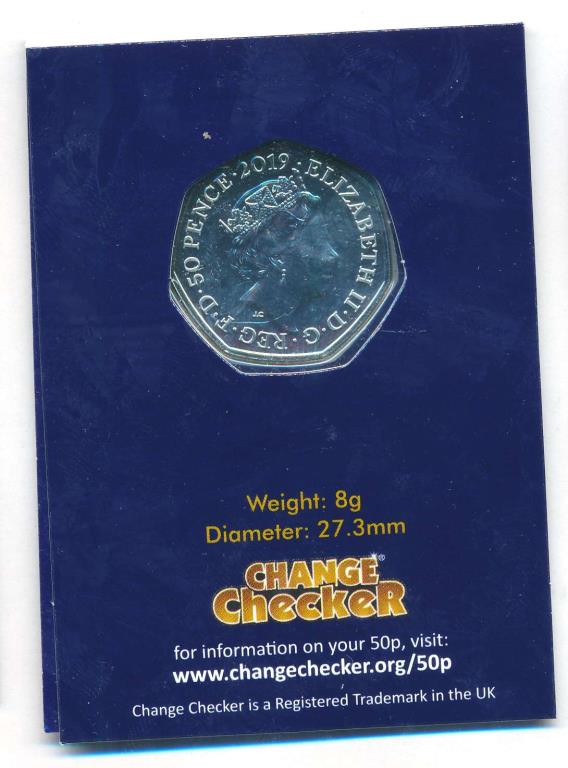 ELIZABETH II · D · G · REG · F · D · 50 PENCE · 2019 ·
J.C
Weight: 8g
Diameter: 27.3mm
CHANGE ®
CHecKeR
for information on your 50p, visit:
www.changechecker.org/50p
Change Checker is a Registered Trademark in the UK